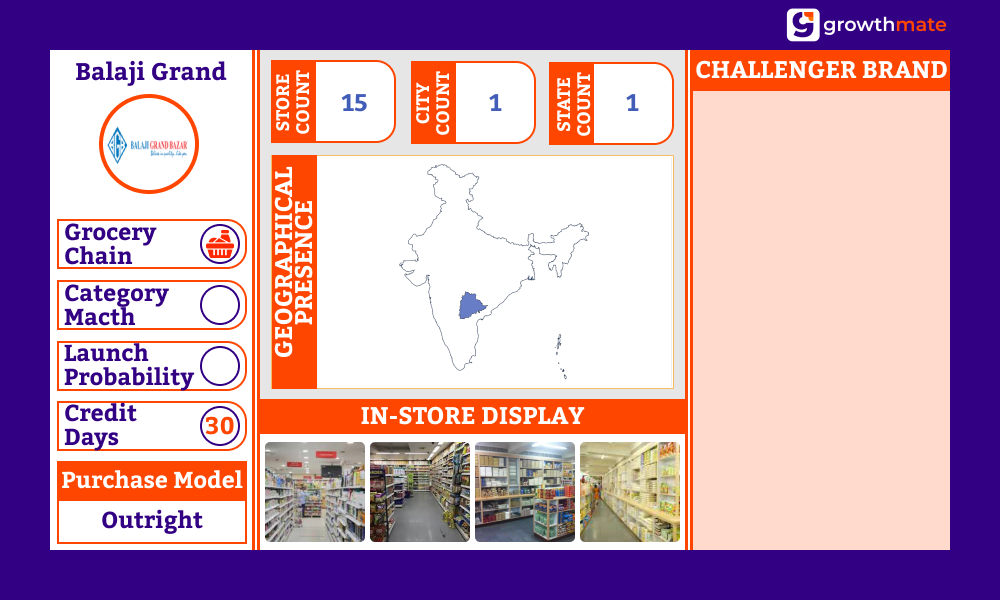 growthmate
Balaji Grand
BALAJI GRAND BAZAR
Grocery
Chain
Category
Macth
Launch
Probability
Credit
Days
30
Purchase Model
Outright
STORE
COUNT
15
CITY
COUNT
1
STATE
COUNT
1
GEOGRAPHICAL
PRESENCE
IN-STORE DISPLAY
CHALLENGER BRAND